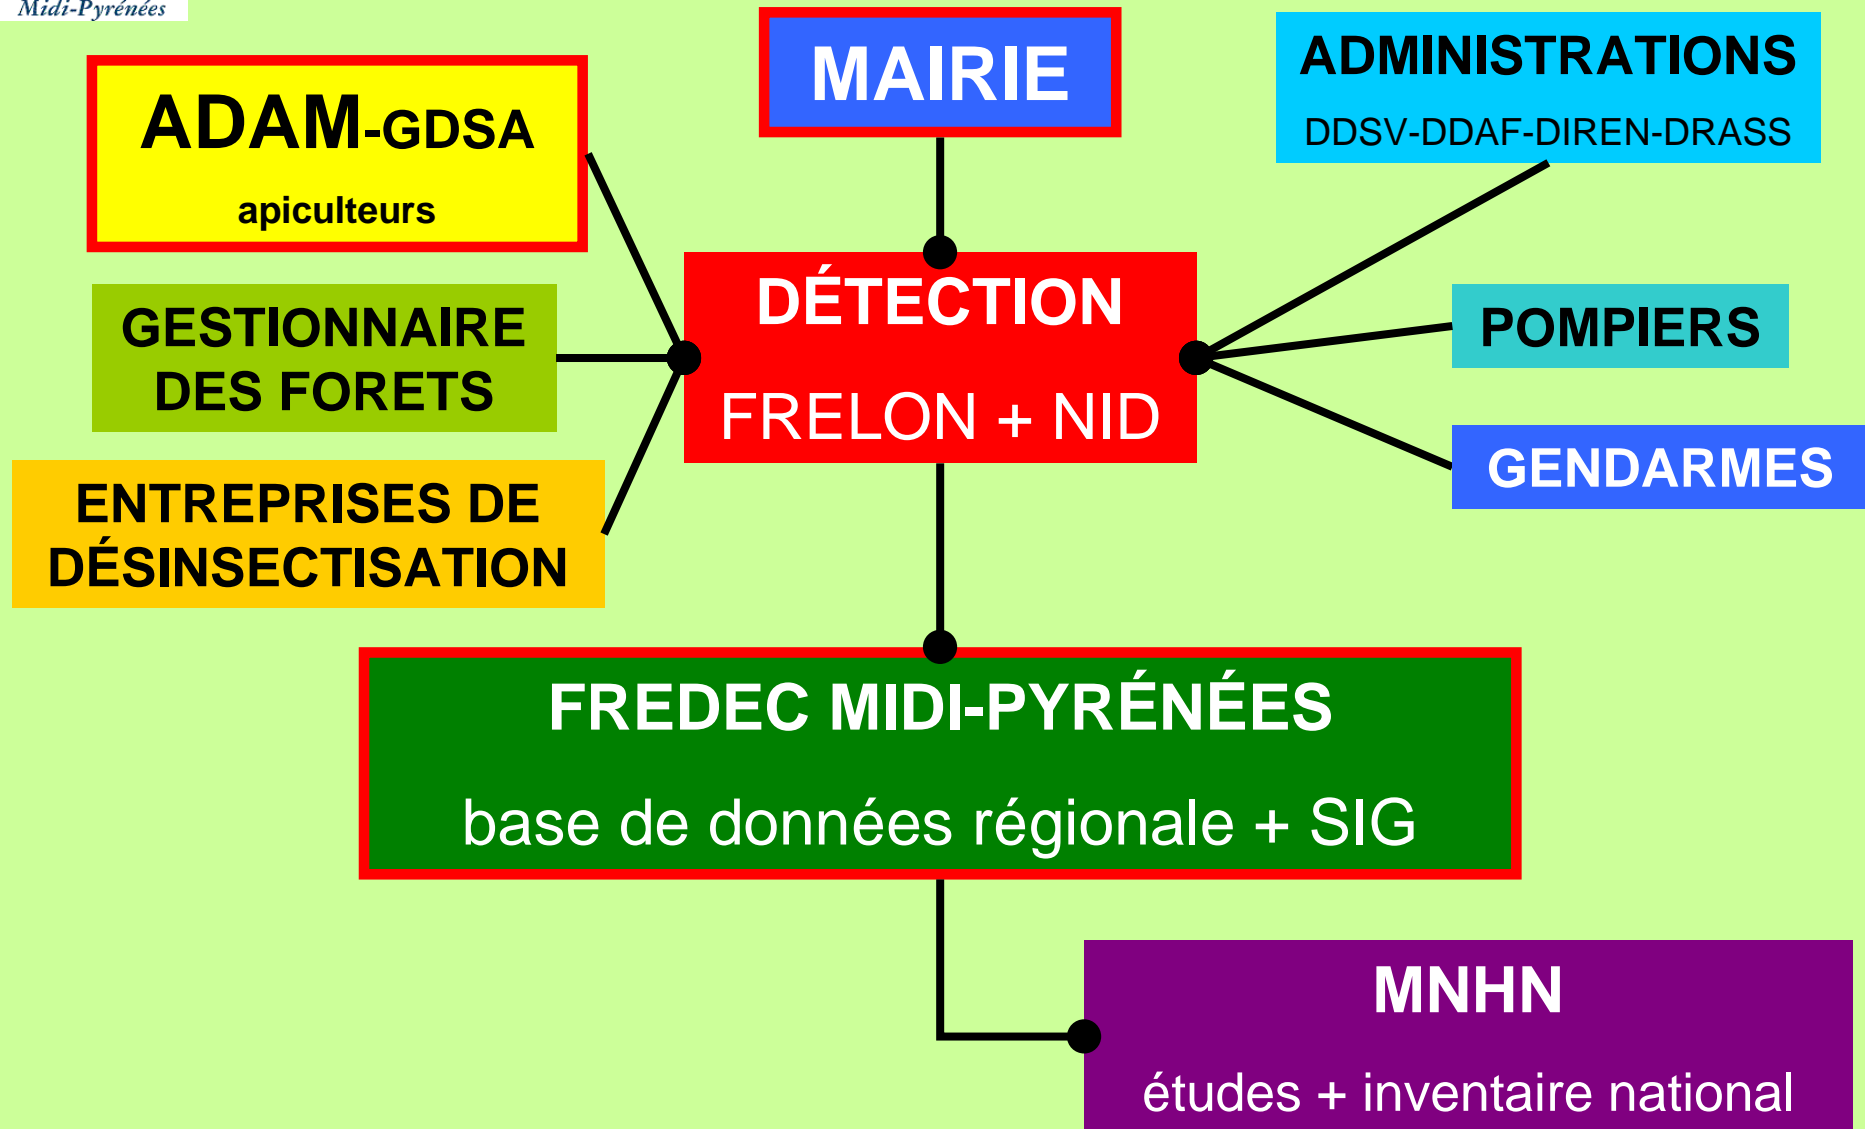 Midi-Pyrénées
MAIRIE
ADMINISTRATIONS
DDSV-DDAF-DIREN-DRASS
ADAM-GDSA
apiculteurs
DÉTECTION
FRELON + NID
GESTIONNAIRE
DES FORETS
POMPIERS
GENDARMES
ENTREPRISES DE
DÉSINSECTISATION
FREDEC MIDI-PYRÉNÉES
base de données régionale + SIG
MNHN
études + inventaire national